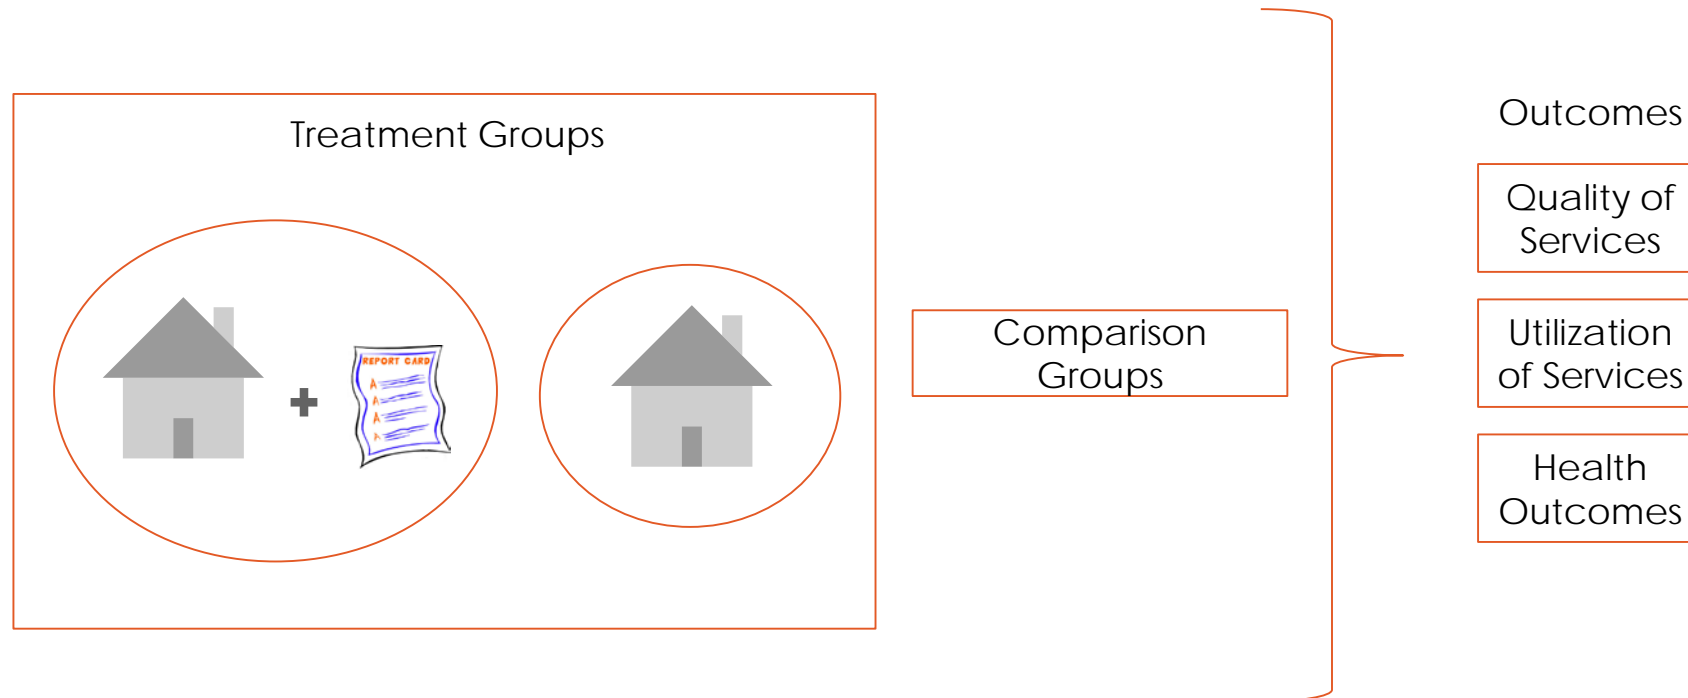 Treatment Groups
REPORT CARD
A
A
A
A
Comparison
Groups
Outcomes
Quality of
Services
Utilization
of Services
Health
Outcomes